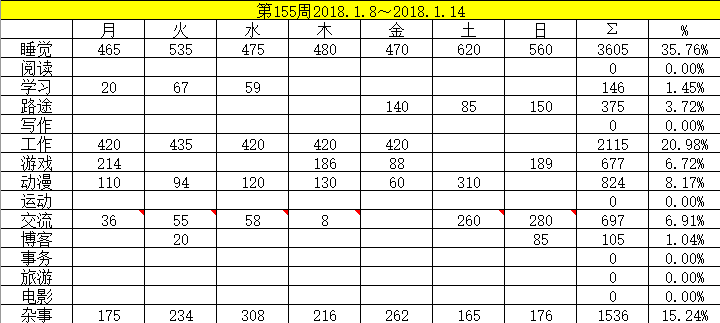 第155周2018.1.8～2018.1.14
月 火 水 木 金 土 日 Σ %
睡觉 465 535 475 480 470 620 560 3605 35.76%
阅读 0 0.00%
学习 20 67 59 146 1.45%
路途 140 85 150 375 3.72%
写作 0 0.00%
工作 420 435 420 420 420 2115 20.98%
游戏 214 186 88 189 677 6.72%
动漫 110 94 120 130 60 310 824 8.17%
运动 0 0.00%
交流 36 55 58 8 260 280 697 6.91%
博客 20 85 105 1.04%
事务 0 0.00%
旅游 0 0.00%
电影 0 0.00%
杂事 175 234 308 216 262 165 176 1536 15.24%